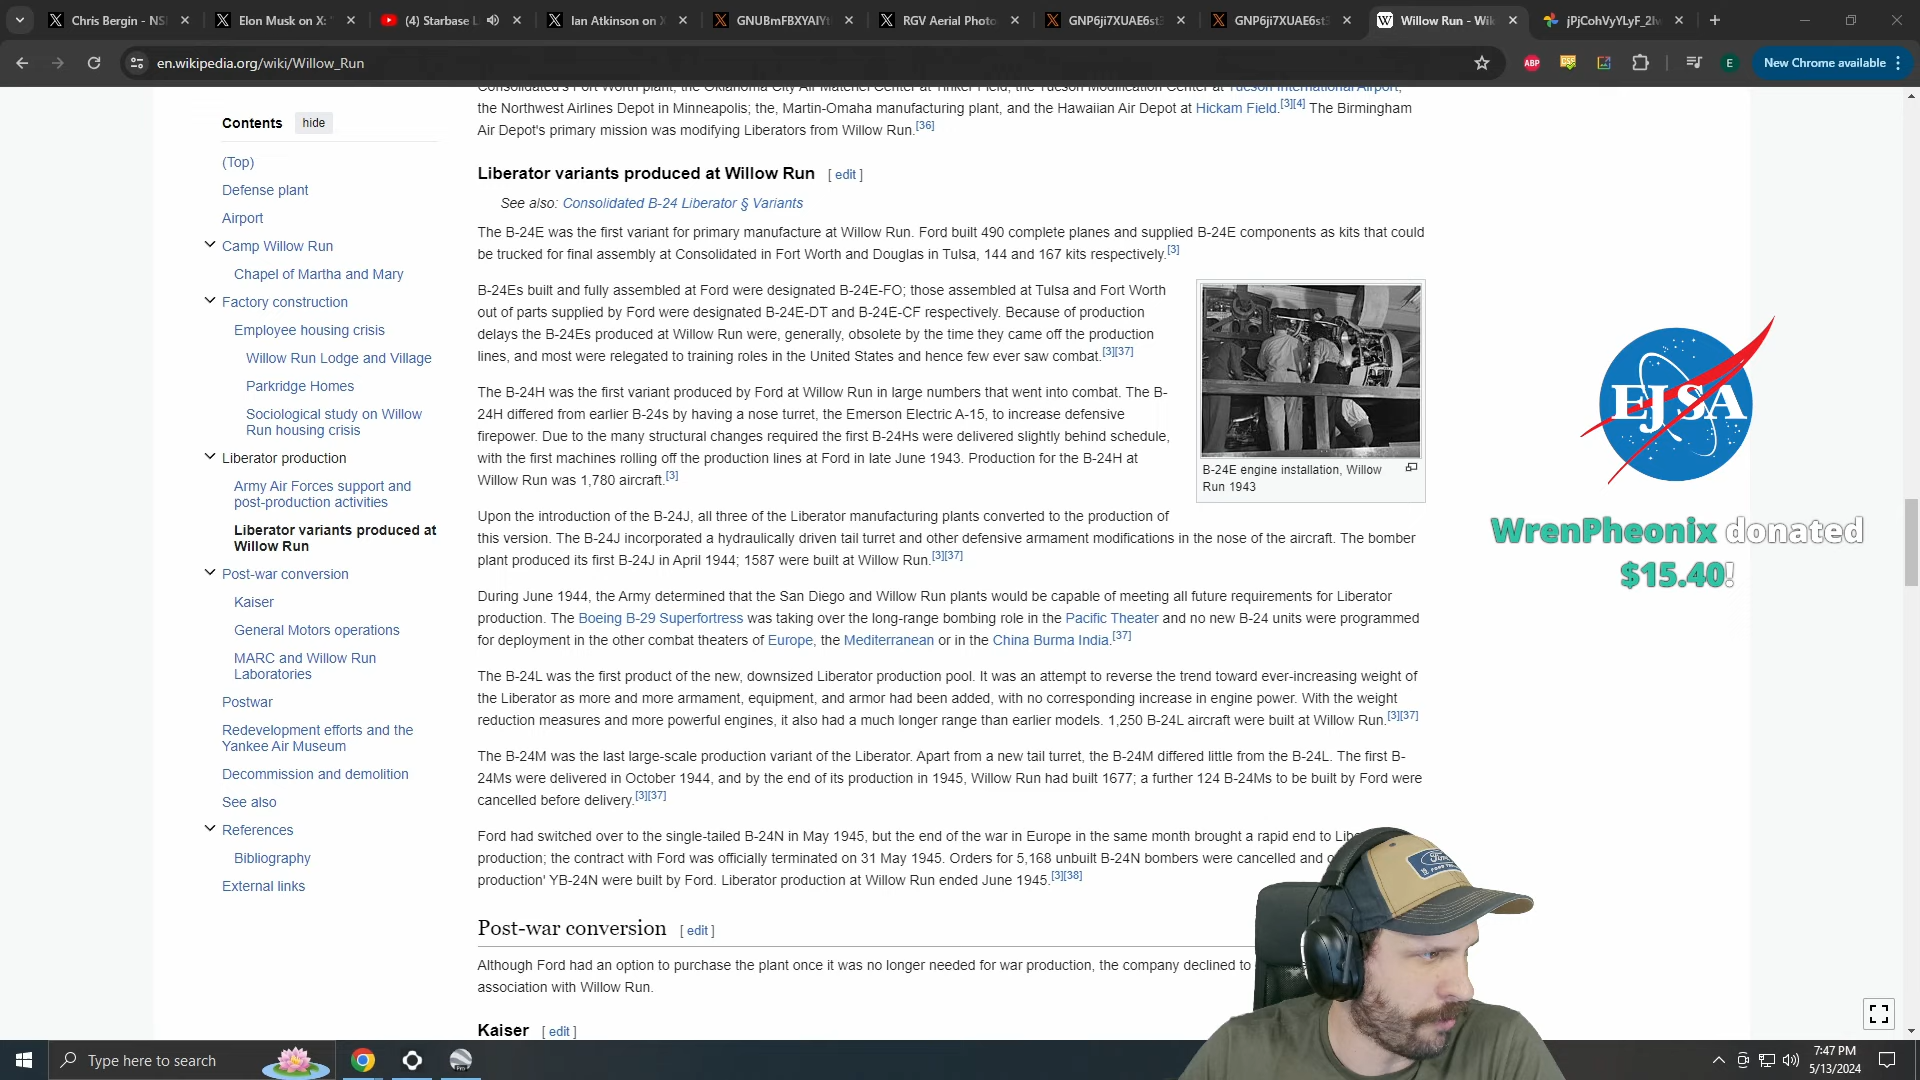 Chris Bergin - NS
Elon Musk on X: "
(4) Starbase L
Ian Atkinson on X
GNUBmFBXYAIYt
RGV Aerial Photo
GNP6ji7XUAE6st
GNP6ji7XUAE6st
Willow Run - Wik
jPjCohVyYLyF_2lw
en.wikipedia.org/wiki/Willow_Run
ABP
E
New Chrome available
Contents hide
(Top)
Defense plant
Airport
Camp Willow Run
Chapel of Martha and Mary
Factory construction
Employee housing crisis
Willow Run Lodge and Village
Parkridge Homes
Sociological study on Willow
Run housing crisis
Liberator production
Army Air Forces support and
post-production activities
Liberator variants produced at
Willow Run
Post-war conversion
Kaiser
General Motors operations
MARC and Willow Run
Laboratories
Postwar
Redevelopment efforts and the
Yankee Air Museum
Decommission and demolition
See also
References
Bibliography
External links
Consolidated's Fort Worth plant, the Oklahoma City Air Materiel Center at Tinker Field, the Tucson Modification Center at Tucson International Airport,
the Northwest Airlines Depot in Minneapolis; the, Martin-Omaha manufacturing plant, and the Hawaiian Air Depot at Hickam Field.[3][4] The Birmingham
Air Depot's primary mission was modifying Liberators from Willow Run.[36]
Liberator variants produced at Willow Run [ edit ]
See also: Consolidated B-24 Liberator § Variants
The B-24E was the first variant for primary manufacture at Willow Run. Ford built 490 complete planes and supplied B-24E components as kits that could
be trucked for final assembly at Consolidated in Fort Worth and Douglas in Tulsa, 144 and 167 kits respectively.[3]
B-24Es built and fully assembled at Ford were designated B-24E-FO; those assembled at Tulsa and Fort Worth
out of parts supplied by Ford were designated B-24E-DT and B-24E-CF respectively. Because of production
delays the B-24Es produced at Willow Run were, generally, obsolete by the time they came off the production
lines, and most were relegated to training roles in the United States and hence few ever saw combat.[3][37]
The B-24H was the first variant produced by Ford at Willow Run in large numbers that went into combat. The B-
24H differed from earlier B-24s by having a nose turret, the Emerson Electric A-15, to increase defensive
firepower. Due to the many structural changes required the first B-24Hs were delivered slightly behind schedule,
with the first machines rolling off the production lines at Ford in late June 1943. Production for the B-24H at
Willow Run was 1,780 aircraft.[3]
B-24E engine installation, Willow
Run 1943
Upon the introduction of the B-24J, all three of the Liberator manufacturing plants converted to the production of
this version. The B-24J incorporated a hydraulically driven tail turret and other defensive armament modifications in the nose of the aircraft. The bomber
plant produced its first B-24J in April 1944; 1587 were built at Willow Run.[3][37]
During June 1944, the Army determined that the San Diego and Willow Run plants would be capable of meeting all future requirements for Liberator
production. The Boeing B-29 Superfortress was taking over the long-range bombing role in the Pacific Theater and no new B-24 units were programmed
for deployment in the other combat theaters of Europe, the Mediterranean or in the China Burma India.[37]
The B-24L was the first product of the new, downsized Liberator production pool. It was an attempt to reverse the trend toward ever-increasing weight of
the Liberator as more and more armament, equipment, and armor had been added, with no corresponding increase in engine power. With the weight
reduction measures and more powerful engines, it also had a much longer range than earlier models. 1,250 B-24L aircraft were built at Willow Run.[3][37]
The B-24M was the last large-scale production variant of the Liberator. Apart from a new tail turret, the B-24M differed little from the B-24L. The first B-
24Ms were delivered in October 1944, and by the end of its production in 1945, Willow Run had built 1677; a further 124 B-24Ms to be built by Ford were
cancelled before delivery.[3][37]
Ford had switched over to the single-tailed B-24N in May 1945, but the end of the war in Europe in the same month brought a rapid end to Lib
production; the contract with Ford was officially terminated on 31 May 1945. Orders for 5,168 unbuilt B-24N bombers were cancelled and o
production' YB-24N were built by Ford. Liberator production at Willow Run ended June 1945.[3][38]
Post-war conversion [ edit ]
Although Ford had an option to purchase the plant once it was no longer needed for war production, the company declined to
association with Willow Run.
Kaiser [ edit ]
EJSA
WrenPheonix donated
$15.40!
Ford
Type here to search
Pro
7:47 PM
5/13/2024